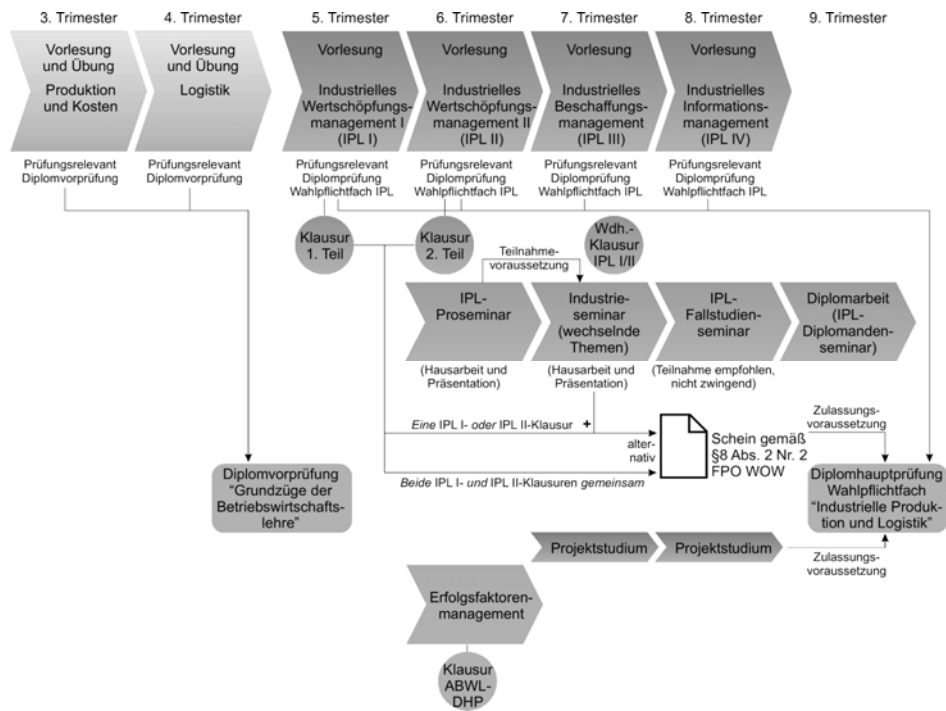 3. Trimester
4. Trimester
5. Trimester
6. Trimester
7. Trimester
8. Trimester
9. Trimester
Vorlesung
und Übung
Produktion
und Kosten
Vorlesung
und Übung
Logistik
Vorlesung
Industrielles
Wertschöpfungs-
management I
(IPL I)
Vorlesung
Industrielles
Wertschöpfungs-
management II
(IPL II)
Vorlesung
Industrielles
Beschaffungs-
management
(IPL III)
Vorlesung
Industrielles
Informations-
management
(IPL IV)
Prüfungsrelevant
Diplomvorprüfung
Prüfungsrelevant
Diplomvorprüfung
Prüfungsrelevant
Diplomprüfung
Wahlpflichtfach IPL
Prüfungsrelevant
Diplomprüfung
Wahlpflichtfach IPL
Prüfungsrelevant
Diplomprüfung
Wahlpflichtfach IPL
Prüfungsrelevant
Diplomprüfung
Wahlpflichtfach IPL
Klausur
1. Teil
Klausur
2. Teil
Wdh.-
Klausur
IPL I/II
Teilnahme-
voraussetzung
IPL-
Proseminar
Industrie-
seminar
(wechselnde
Themen)
IPL-
Fallstudien-
seminar
Diplomarbeit
(IPL-
Diplomanden-
seminar)
(Hausarbeit und
Präsentation)
(Hausarbeit und
Präsentation)
(Teilnahme empfohlen,
nicht zwingend)
Eine IPL I- oder IPL II-Klausur +
alter-
nativ
Beide IPL I- und IPL II-Klausuren gemeinsam
Schein gemäß
§8 Abs. 2 Nr. 2
FPO WOW
Zulassungs-
voraussetzung
Diplomvorprüfung
"Grundzüge der
Betriebswirtschafts-
lehre"
Diplomhauptprüfung
Wahlpflichtfach
"Industrielle Produk-
tion und Logistik"
Projektstudium
Projektstudium
Zulassungs-
voraussetzung
Erfolgsfaktoren-
management
Klausur
ABWL-
DHP